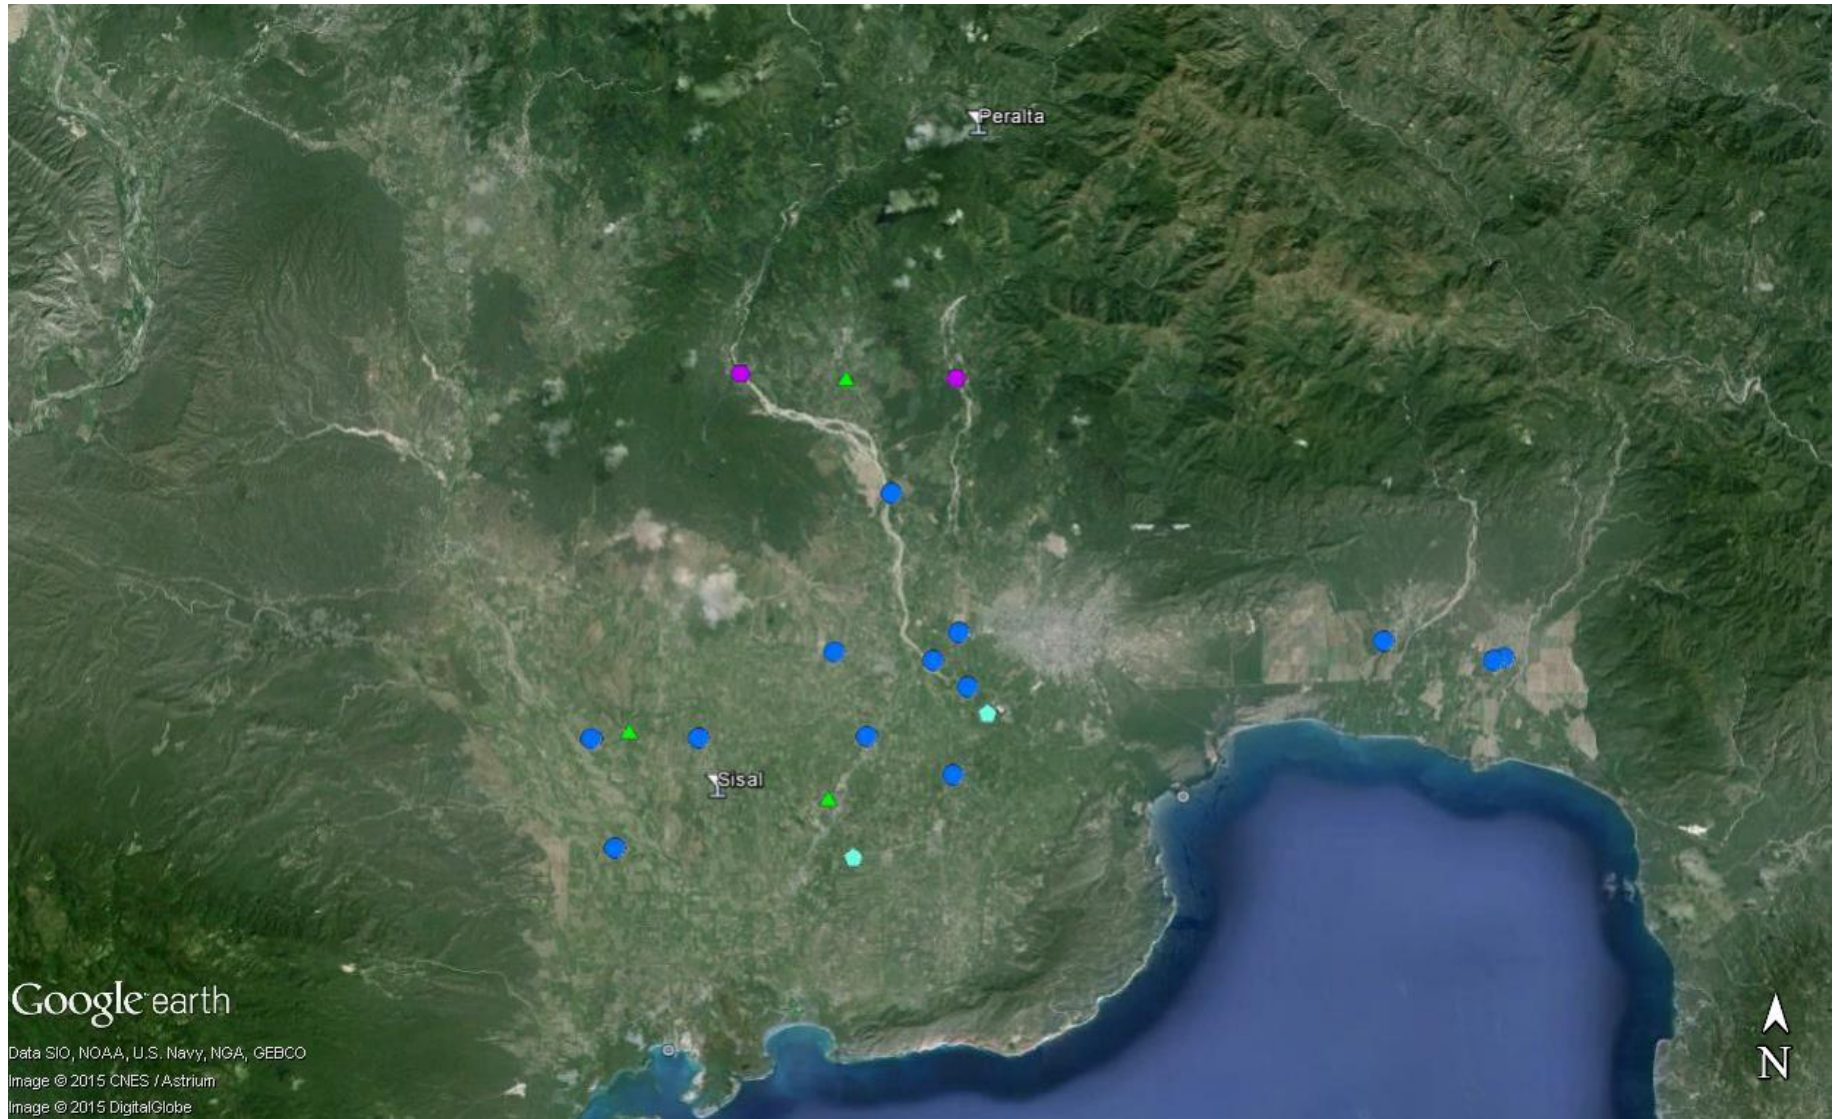 Peralta
Sisal
Google earth
Data SIO, NOAA, U.S. Navy, NGA, GEBCO
Image © 2015 CNES / Astrium
Image © 2015 DigitalGlobe
N